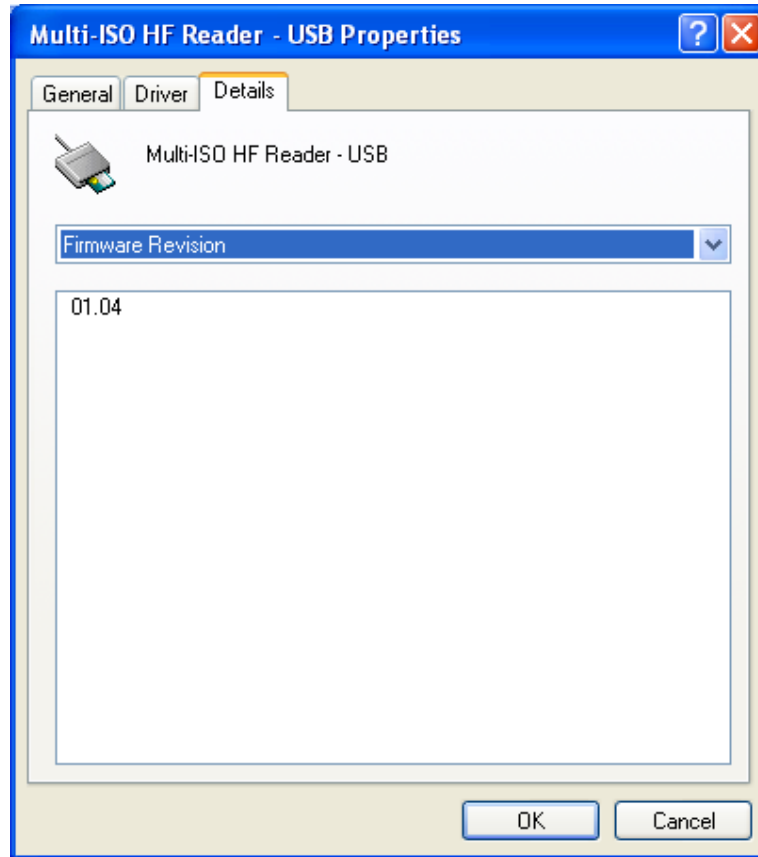 Multi-ISO HF Reader - USB Properties
?
General Driver Details
Multi-ISO HF Reader - USB
Firmware Revision
01.04
OK Cancel